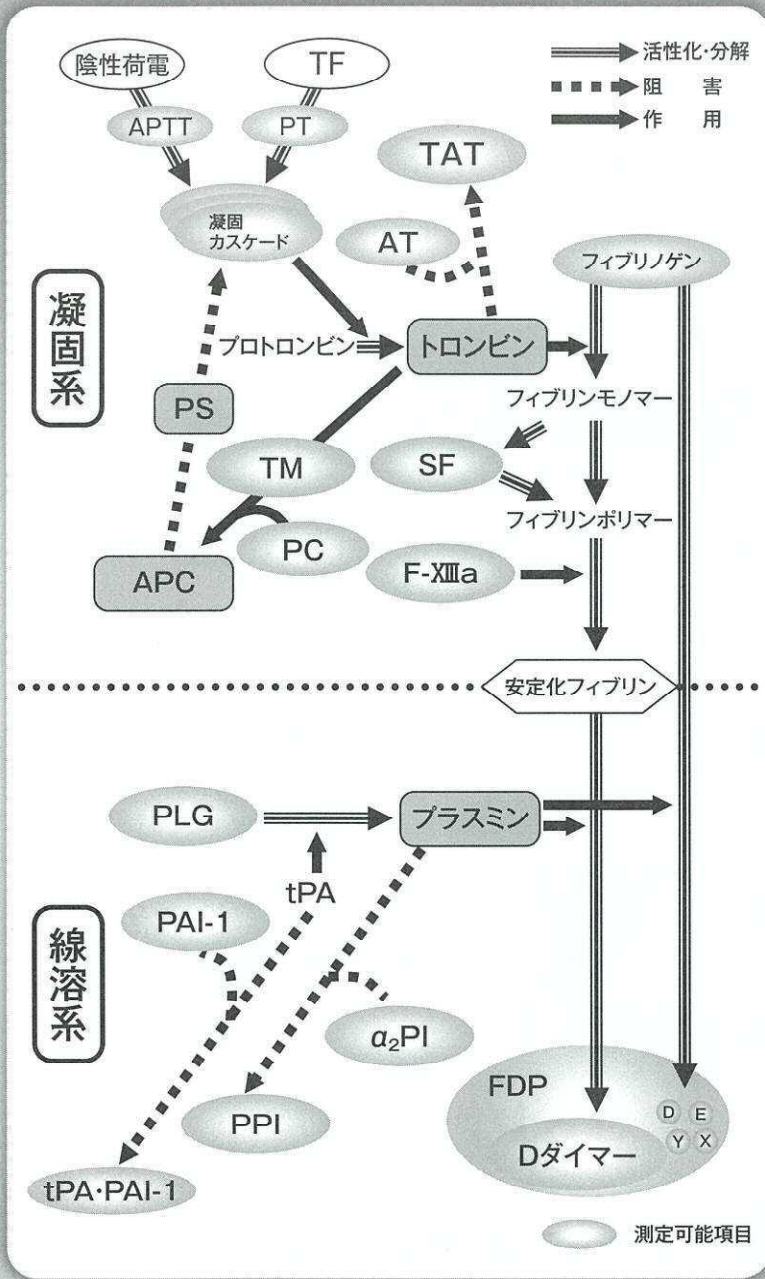 陰性荷電
TF
活性化・分解
阻 害
作 用
APTT
PT
TAT
凝固
カスケード
AT
フィブリノゲン
凝固系
プロトロンビン
トロンビン
PS
フィブリンモノマー
TM
SF
フィブリンポリマー
PC
APC
F-XIIIa
安定化フィブリン
PLG
プラスミン
tPA
PAI-1
線溶系
α₂PI
FDP
D E
Y X
PPI
Dダイマー
tPA・PAI-1
測定可能項目